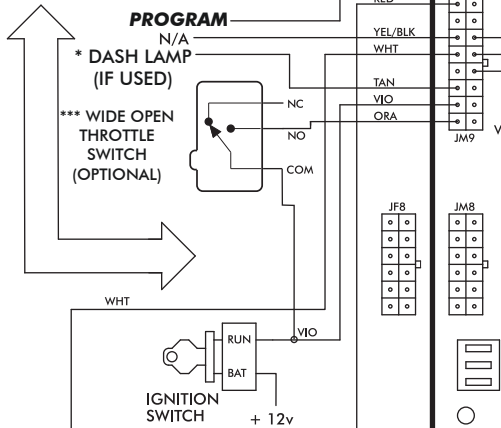 RED
PROGRAM
N/A
YEL/BLK
* DASH LAMP
(IF USED)
WHT
TAN
NC
VIO
*** WIDE OPEN
THROTTLE
SWITCH
(OPTIONAL)
ORA
NO
JM9
COM
JF8
JM8
WHT
VIO
RUN
BAT
IGNITION
SWITCH
+ 12v